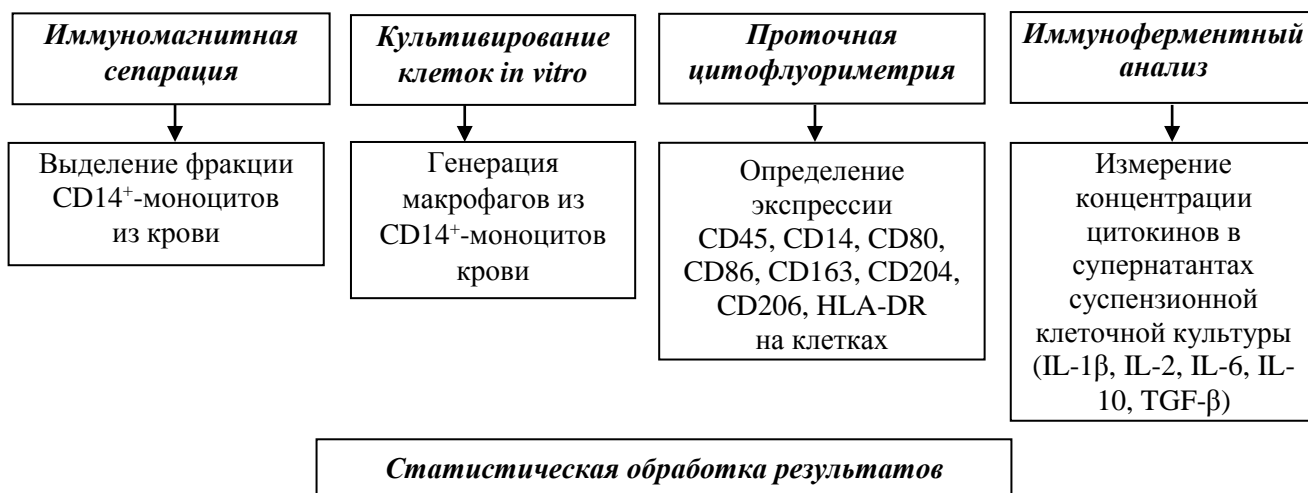 Иммуномагнитная
сепарация
Культивирование
клеток in vitro
Проточная
цитофлуориметрия
Иммуноферментный
анализ
Выделение фракции
CD14⁺-моноцитов
из крови
Генерация
макрофагов из
CD14⁺-моноцитов
крови
Определение
экспрессии
CD45, CD14, CD80,
CD86, CD163, CD204,
CD206, HLA-DR
на клетках
Измерение
концентрации
цитокинов в
супернатантах
суспензионной
клеточной культуры
(IL-1β, IL-2, IL-6, IL-
10, TGF-β)
Статистическая обработка результатов